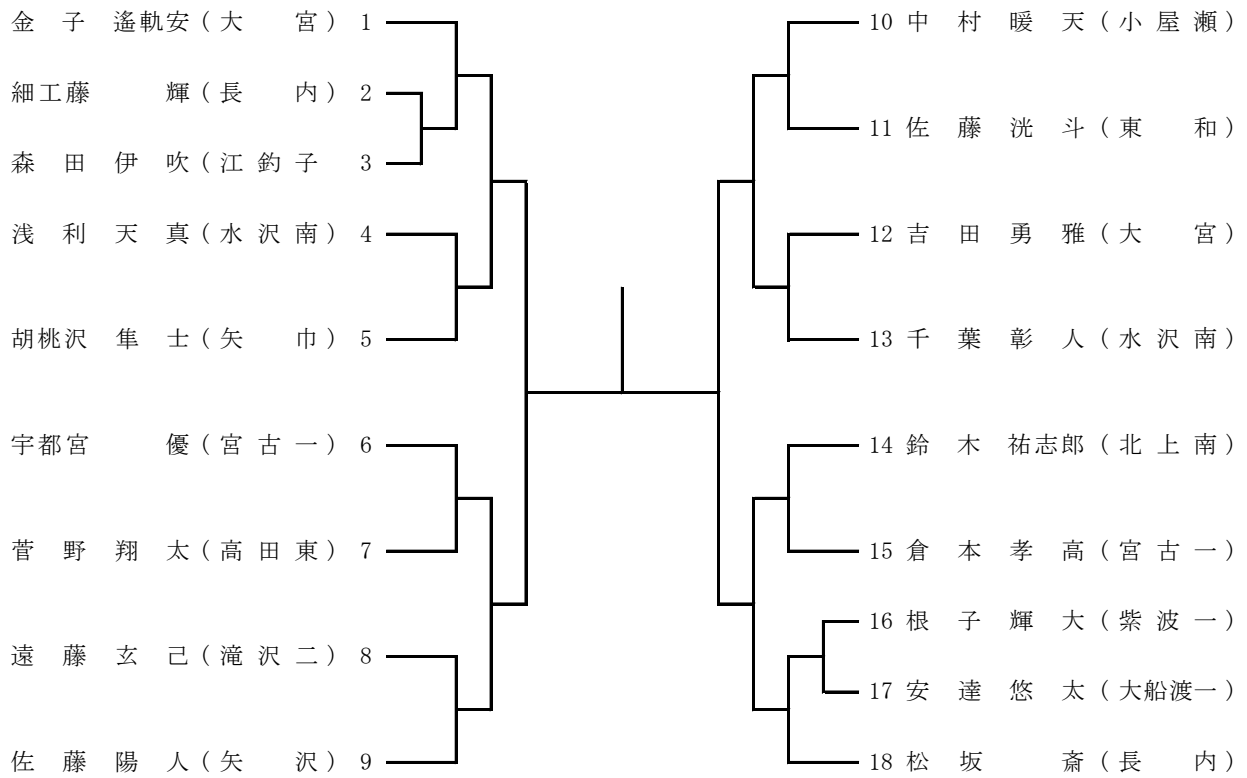 金子 遙軌安(大宮) 1
細工藤 輝(長内) 2
森田伊吹(江釣子 3
浅利天真(水沢南) 4
胡桃沢隼士(矢巾) 5
宇都宮 優(宮古一) 6
菅野翔太(高田東) 7
遠藤玄己(滝沢二) 8
佐藤陽人(矢沢) 9
10 中村暖天(小屋瀬)
11 佐藤洸斗(東和)
12 吉田勇雅(大宮)
13 千葉彰人(水沢南)
14 鈴木祐志郎(北上南)
15 倉本孝高(宮古一)
16 根子輝大(紫波一)
17 安達悠太(大船渡一)
18 松坂 斎(長内)